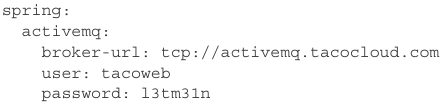 spring:
  activemq:
    broker-url: tcp://activemq.tacocloud.com
    user: tacoweb
    password: l3tm31n